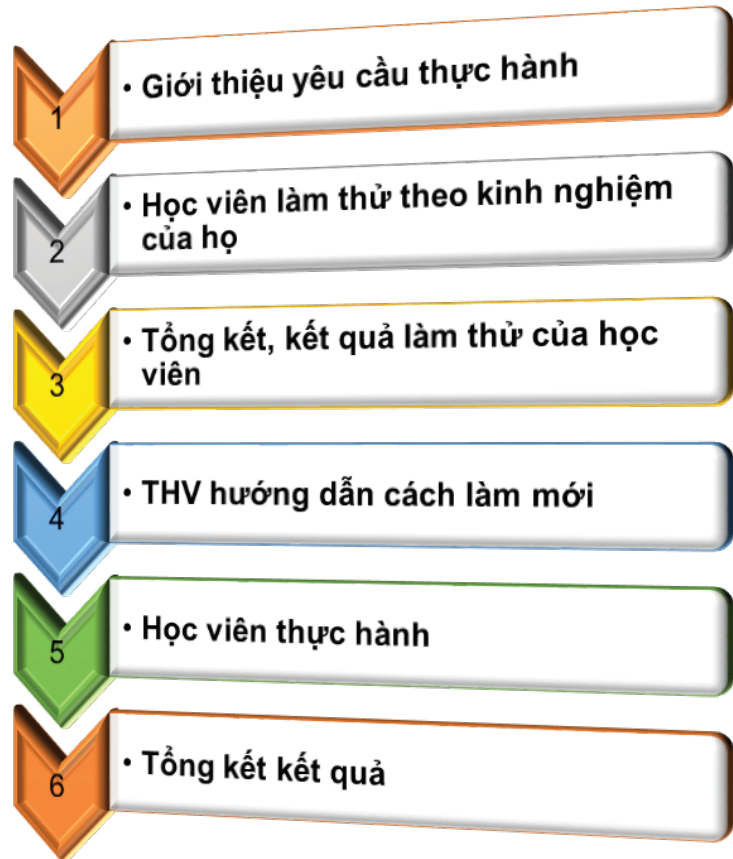 1
• Giới thiệu yêu cầu thực hành
2
• Học viên làm thử theo kinh nghiệm
của họ
3
• Tổng kết, kết quả làm thử của học
viên
4
• THV hướng dẫn cách làm mới
5
• Học viên thực hành
6
• Tổng kết kết quả